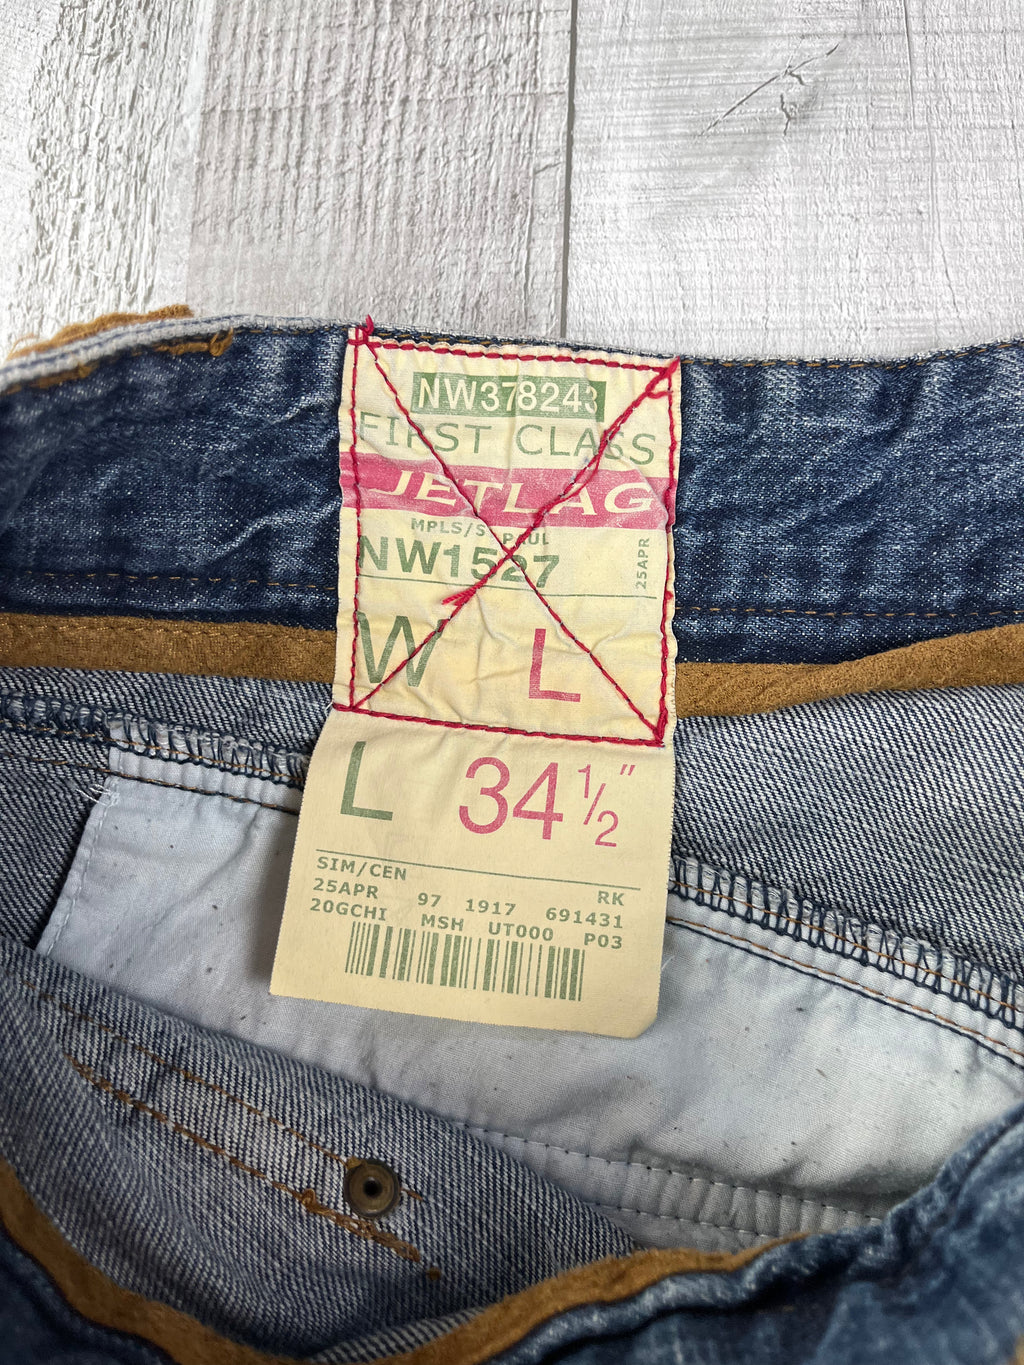 NW378243
FIRST CLASS
JETLAG
MPLS/ST PAUL
NW1527
25APR
W L
L 34½"
SIM/CEN
RK
25APR 97 1917 691431
20GCHI MSH UT000 P03